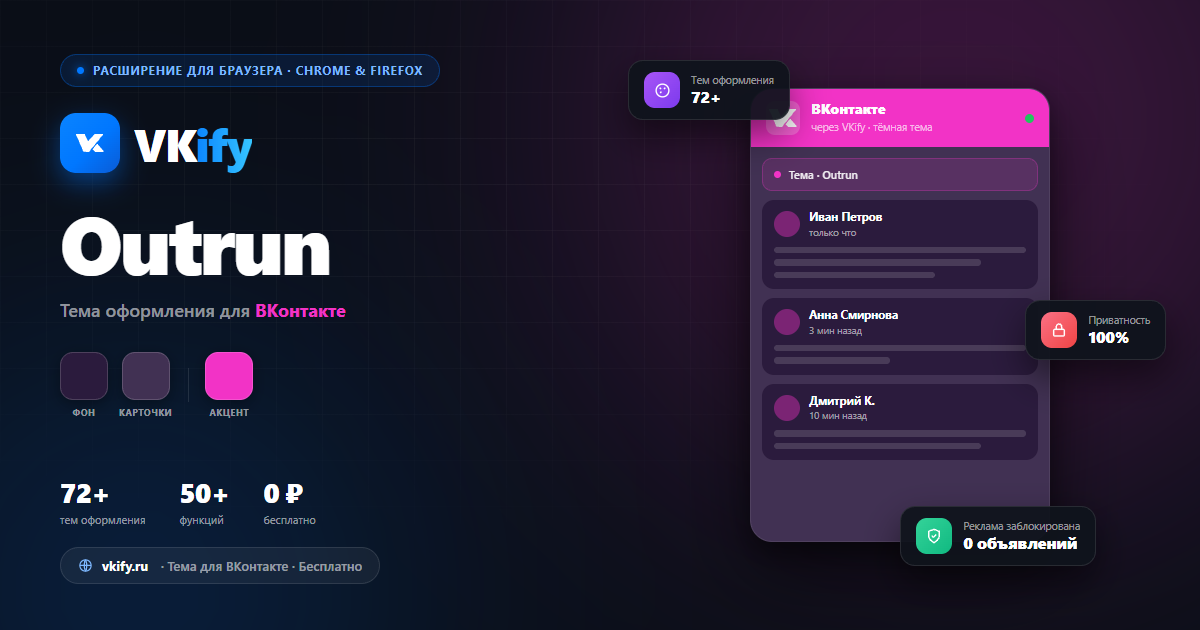 РАСШИРЕНИЕ ДЛЯ БРАУЗЕРА · CHROME & FIREFOX
VKify
Outrun
Тема оформления для ВКонтакте
ФОН
КАРТОЧКИ
АКЦЕНТ
72+
тем оформления
50+
функций
0 ₽
бесплатно
vkify.ru · Тема для ВКонтакте · Бесплатно
Тем оформления
72+
ВКонтакте
через VKify · тёмная тема
Тема · Outrun
Иван Петров
только что
Анна Смирнова
3 мин назад
Приватность
100%
Дмитрий К.
10 мин назад
Реклама заблокирована
0 объявлений